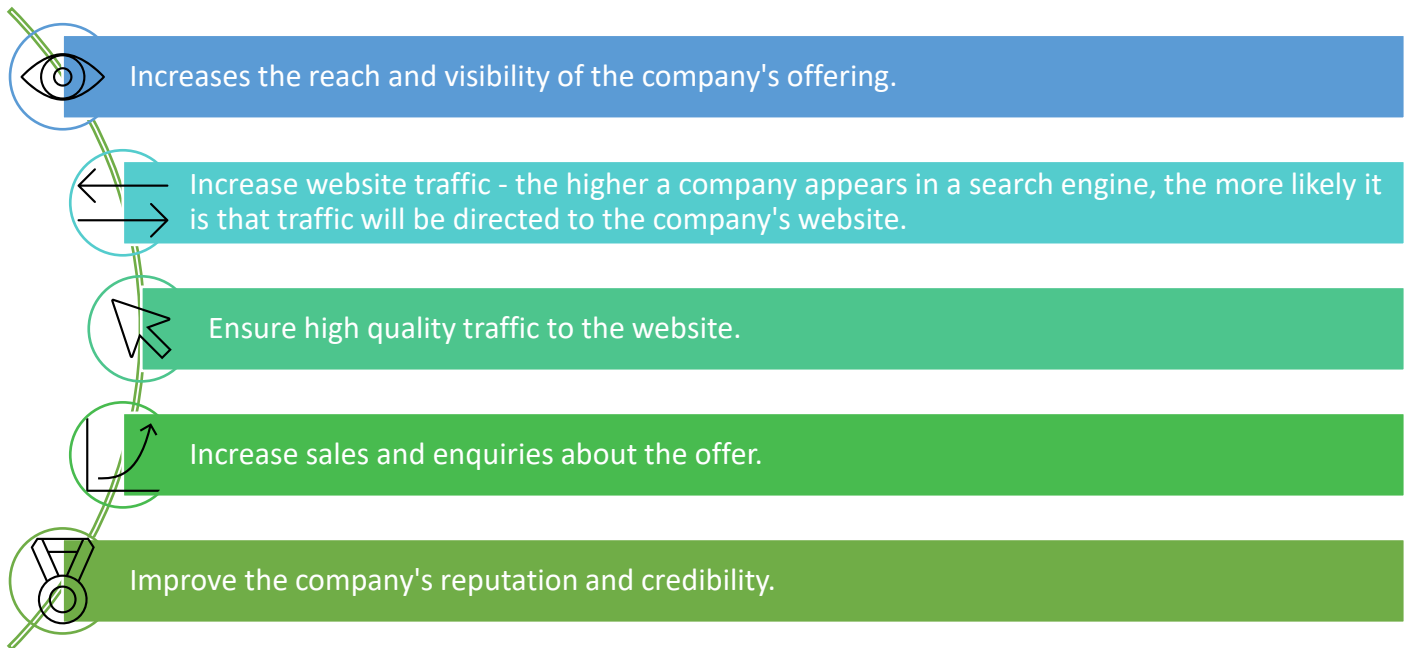 Increases the reach and visibility of the company's offering.
Increase website traffic - the higher a company appears in a search engine, the more likely it
is that traffic will be directed to the company's website.
Ensure high quality traffic to the website.
Increase sales and enquiries about the offer.
Improve the company's reputation and credibility.